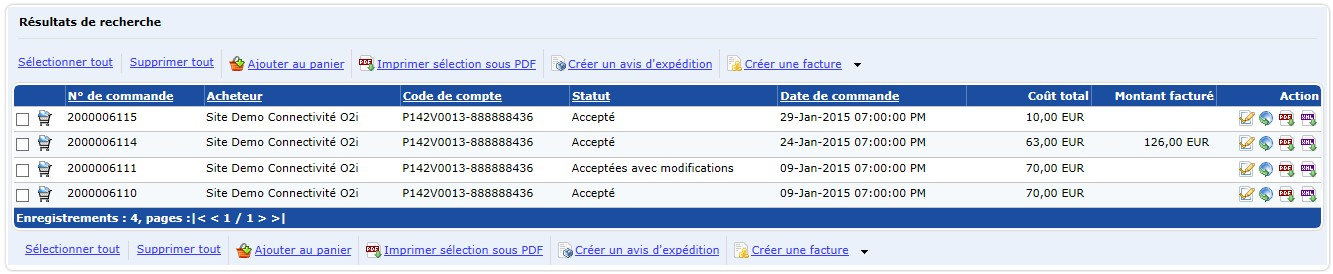 Résultats de recherche
Sélectionner tout Supprimer tout Ajouter au panier Imprimer sélection sous PDF Créer un avis d'expédition Créer une facture
N° de commande Acheteur Code de compte Statut Date de commande Coût total Montant facturé Action
2000006115 Site Demo Connectivité O2i P142V0013-888888436 Accepté 29-Jan-2015 07:00:00 PM 10,00 EUR
2000006114 Site Demo Connectivité O2i P142V0013-888888436 Accepté 24-Jan-2015 07:00:00 PM 63,00 EUR 126,00 EUR
2000006111 Site Demo Connectivité O2i P142V0013-888888436 Acceptées avec modifications 09-Jan-2015 07:00:00 PM 70,00 EUR
2000006110 Site Demo Connectivité O2i P142V0013-888888436 Accepté 09-Jan-2015 07:00:00 PM 70,00 EUR
Enregistrements : 4, pages :|< < 1 / 1 > >|
Sélectionner tout Supprimer tout Ajouter au panier Imprimer sélection sous PDF Créer un avis d'expédition Créer une facture